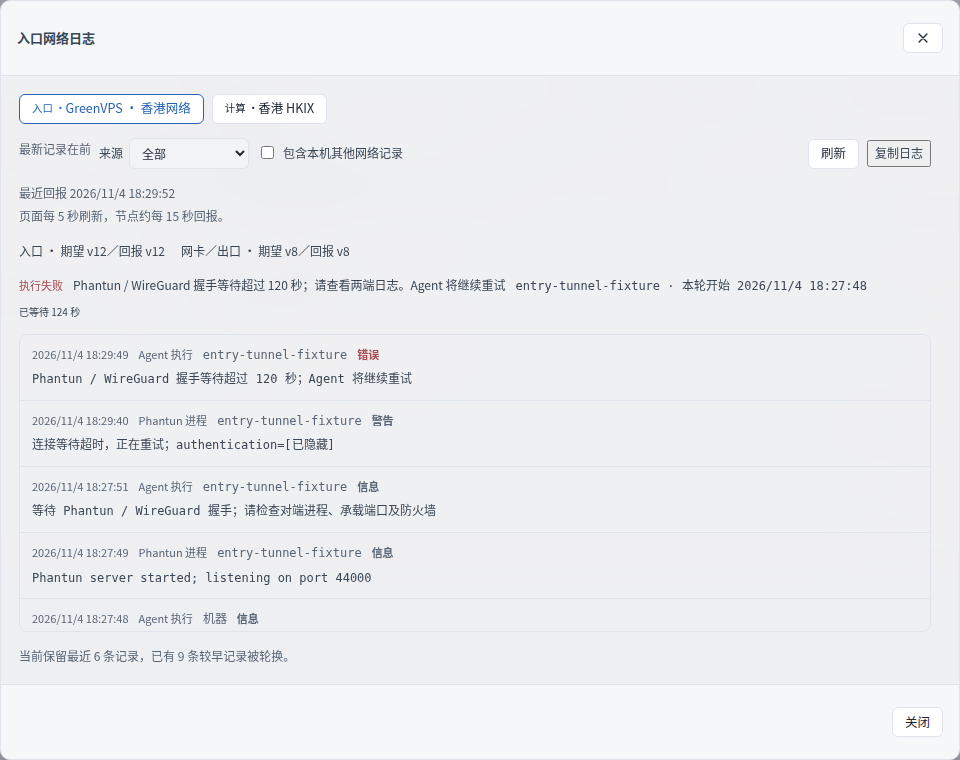 入口网络日志
入口 · GreenVPS · 香港网络
计算 · 香港 HKIX
最新记录在前 来源 全部 包含本机其他网络记录 刷新 复制日志
最近回报 2026/11/4 18:29:52
页面每 5 秒刷新，节点约每 15 秒回报。
入口 · 期望 v12／回报 v12 网卡／出口 · 期望 v8／回报 v8
执行失败 Phantun / WireGuard 握手等待超过 120 秒；请查看两端日志。Agent 将继续重试 entry-tunnel-fixture · 本轮开始 2026/11/4 18:27:48
已等待 124 秒
2026/11/4 18:29:49 Agent 执行 entry-tunnel-fixture 错误
Phantun / WireGuard 握手等待超过 120 秒；Agent 将继续重试
2026/11/4 18:29:40 Phantun 进程 entry-tunnel-fixture 警告
连接等待超时，正在重试；authentication=[已隐藏]
2026/11/4 18:27:51 Agent 执行 entry-tunnel-fixture 信息
等待 Phantun / WireGuard 握手；请检查对端进程、承载端口及防火墙
2026/11/4 18:27:49 Phantun 进程 entry-tunnel-fixture 信息
Phantun server started; listening on port 44000
2026/11/4 18:27:48 Agent 执行 机器 信息
当前保留最近 6 条记录，已有 9 条较早记录被轮换。
关闭